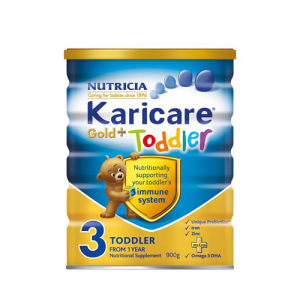 NUTRICIA
Caring for babies since 1896
Karicare®
Gold+
Toddler
Nutritionally
supporting
your toddler's
immune
system
Unique Prebiotics
Iron
Zinc
Omega 3 DHA
3 TODDLER
FROM 1 YEAR
Nutritional Supplement
900g